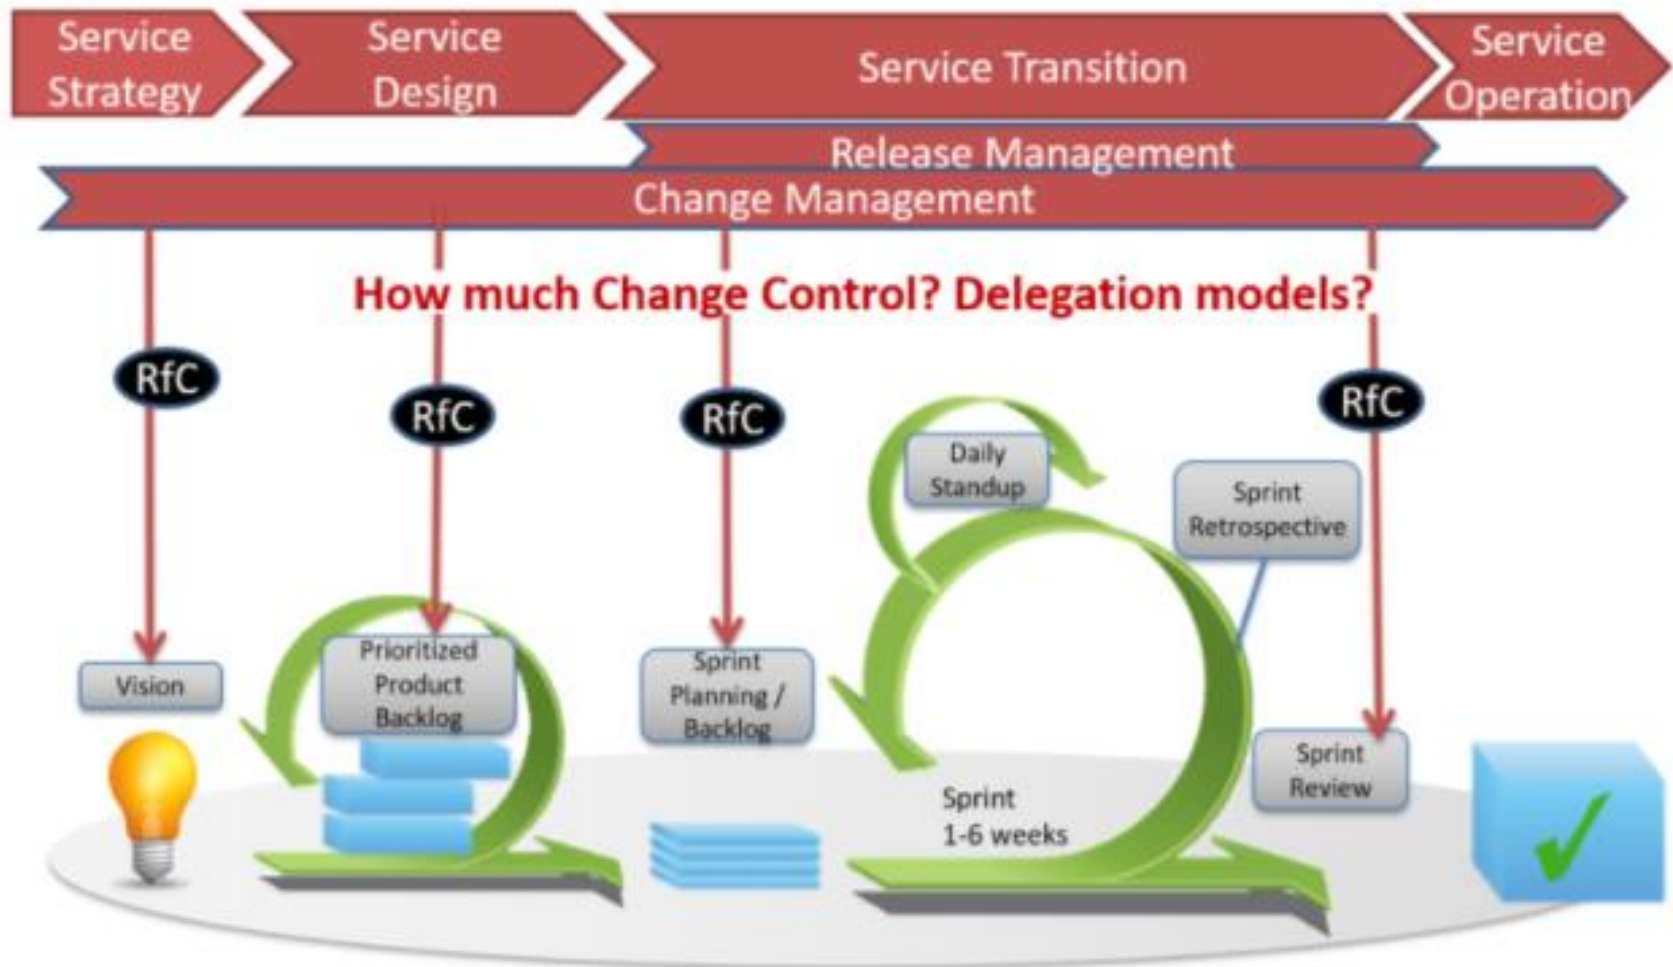 Service
Strategy
Service
Design
Service Transition
Service
Operation
Release Management
Change Management
How much Change Control? Delegation models?
RfC
RfC
RfC
RfC
Daily
Standup
Sprint
Retrospective
Vision
Prioritized
Product
Backlog
Sprint
Planning /
Backlog
Sprint
1-6 weeks
Sprint
Review